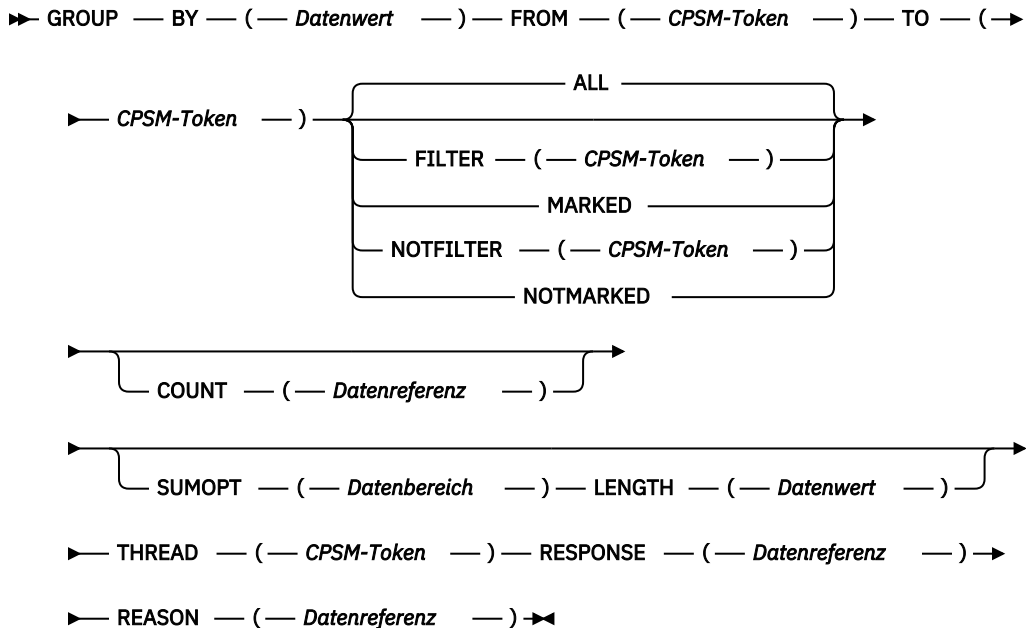 GROUP BY ( Datenwert ) FROM ( CPSM-Token ) TO (
CPSM-Token )
ALL
FILTER ( CPSM-Token )
MARKED
NOTFILTER ( CPSM-Token )
NOTMARKED
COUNT ( Datenreferenz )
SUMOPT ( Datenbereich ) LENGTH ( Datenwert )
THREAD ( CPSM-Token ) RESPONSE ( Datenreferenz )
REASON ( Datenreferenz )